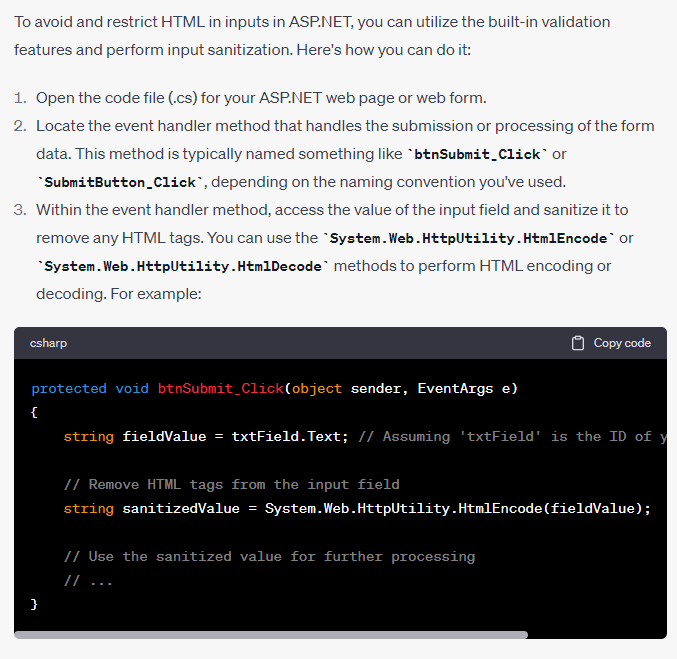 To avoid and restrict HTML in inputs in ASP.NET, you can utilize the built-in validation
features and perform input sanitization. Here's how you can do it:
1. Open the code file (.cs) for your ASP.NET web page or web form.
2. Locate the event handler method that handles the submission or processing of the form
data. This method is typically named something like `btnSubmit_Click` or
`SubmitButton_Click`, depending on the naming convention you've used.
3. Within the event handler method, access the value of the input field and sanitize it to
remove any HTML tags. You can use the `System.Web.HttpUtility.HtmlEncode` or
`System.Web.HttpUtility.HtmlDecode` methods to perform HTML encoding or
decoding. For example:
csharp Copy code
protected void btnSubmit_Click(object sender, EventArgs e)
{
string fieldValue = txtField.Text; // Assuming 'txtField' is the ID of
// Remove HTML tags from the input field
string sanitizedValue = System.Web.HttpUtility.HtmlEncode(fieldValue);
// Use the sanitized value for further processing
// ...
}